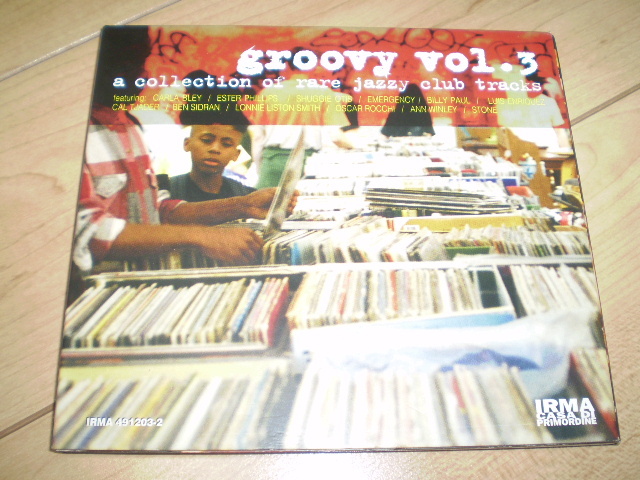 groovy vol.3
a collection of rare jazzy club tracks
featuring: CARLA BLEY / ESTER PHILLIPS / SHUGGIE OTIS / EMERGENCY / BILLY PAUL / LUIS ENRIQUEZ
CAL TJADER / BEN SIDRAN / LONNIE LISTON SMITH / OSCAR ROCCHI / ANN WINLEY / STONE
IRMA 491203-2
IRMA
CASA DI
PRIMORDINE